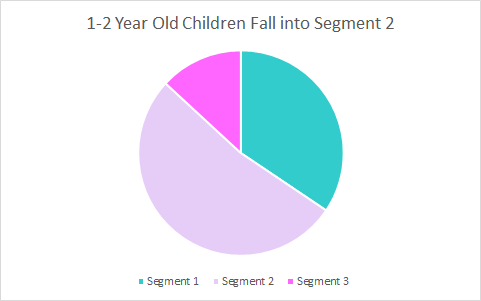 1-2 Year Old Children Fall into Segment 2
Segment 1 Segment 2 Segment 3